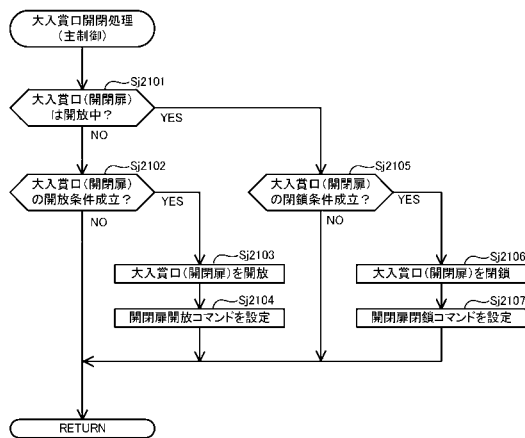 大入賞口開閉処理
(主制御)
Sj2101
大入賞口(開閉扉)
は開放中?
YES
NO
Sj2102
大入賞口(開閉扉)
の開放条件成立?
YES
NO
Sj2105
大入賞口(開閉扉)
の閉鎖条件成立?
YES
NO
Sj2103
大入賞口(開閉扉)を開放
Sj2104
開閉扉開放コマンドを設定
Sj2106
大入賞口(開閉扉)を閉鎖
Sj2107
開閉扉閉鎖コマンドを設定
RETURN